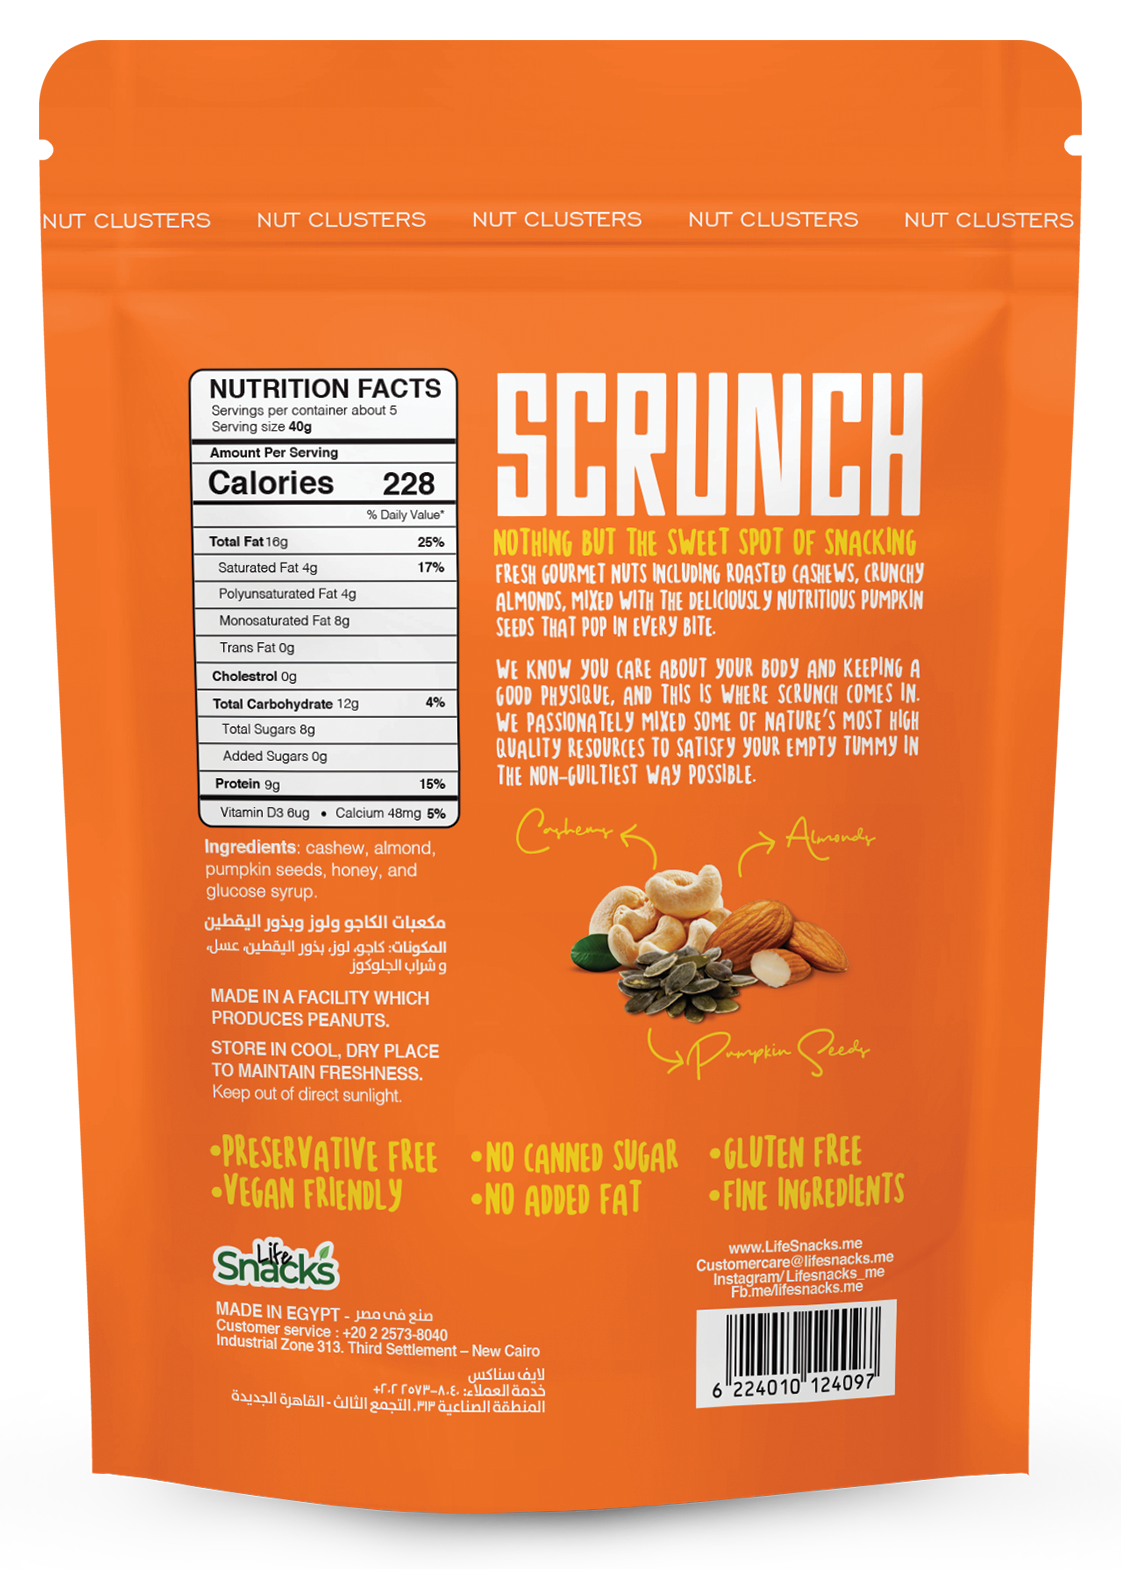 NUT CLUSTERS NUT CLUSTERS NUT CLUSTERS NUT CLUSTERS NUT CLUSTERS
NUTRITION FACTS
Servings per container about 5
Serving size 40g
Amount Per Serving
Calories 228
% Daily Value*
Total Fat 16g 25%
Saturated Fat 4g 17%
Polyunsaturated Fat 4g
Monosaturated Fat 8g
Trans Fat 0g
Cholestrol 0g
Total Carbohydrate 12g 4%
Total Sugars 8g
Added Sugars 0g
Protein 9g 15%
Vitamin D3 6ug • Calcium 48mg 5%
Ingredients: cashew, almond,
pumpkin seeds, honey, and
glucose syrup.
مكعبات الكاجو ولوز وبذور اليقطين
المكونات: كاجو، لوز، بذور اليقطين، عسل،
و شراب الجلوكوز
MADE IN A FACILITY WHICH
PRODUCES PEANUTS.
STORE IN COOL, DRY PLACE
TO MAINTAIN FRESHNESS.
Keep out of direct sunlight.
SCRUNCH
NOTHING BUT THE SWEET SPOT OF SNACKING
FRESH GOURMET NUTS INCLUDING ROASTED CASHEWS, CRUNCHY
ALMONDS, MIXED WITH THE DELICIOUSLY NUTRITIOUS PUMPKIN
SEEDS THAT POP IN EVERY BITE.
WE KNOW YOU CARE ABOUT YOUR BODY AND KEEPING A
GOOD PHYSIQUE, AND THIS IS WHERE SCRUNCH COMES IN.
WE PASSIONATELY MIXED SOME OF NATURE'S MOST HIGH
QUALITY RESOURCES TO SATISFY YOUR EMPTY TUMMY IN
THE NON-GUILTIEST WAY POSSIBLE.
Cashews
Almonds
Pumpkin Seeds
•PRESERVATIVE FREE •NO CANNED SUGAR •GLUTEN FREE
•VEGAN FRIENDLY •NO ADDED FAT •FINE INGREDIENTS
Life
Snacks
MADE IN EGYPT - صنع فى مصر
Customer service : +20 2 2573-8040
Industrial Zone 313. Third Settlement – New Cairo
لايف سناكس
خدمة العملاء: ٨٠٤٠-٢٥٧٣ ٢٠٢+
المنطقة الصناعية ٣١٣. التجمع الثالث - القاهرة الجديدة
www.LifeSnacks.me
Customercare@lifesnacks.me
Instagram/ Lifesnacks_me
Fb.me/lifesnacks.me
6 224010 124097